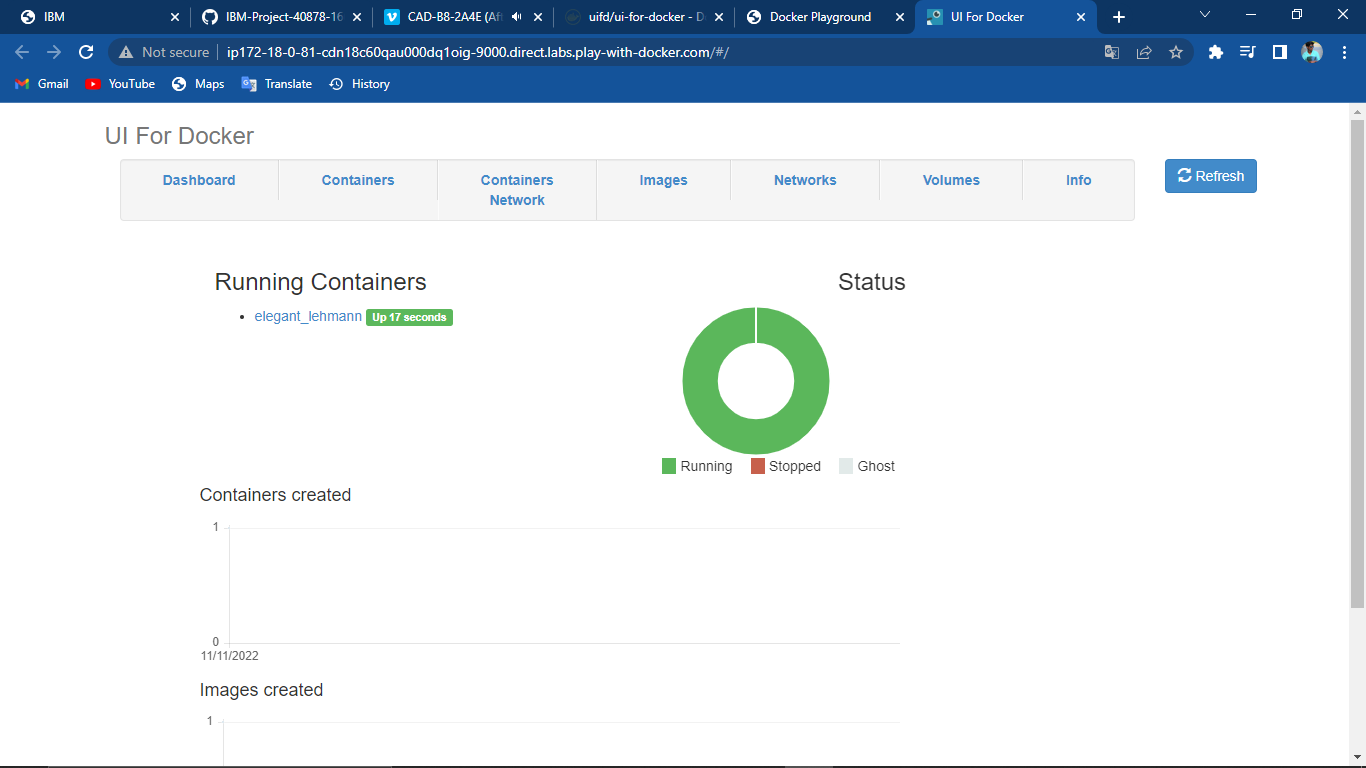 IBM
IBM-Project-40878-16
CAD-B8-2A4E (Aft
uifd/ui-for-docker - D
Docker Playground
UI For Docker
Not secure
ip172-18-0-81-cdn18c60qau000dq1oig-9000.direct.labs.play-with-docker.com/#/
Gmail
YouTube
Maps
Translate
History
UI For Docker
Dashboard
Containers
Containers
Network
Images
Networks
Volumes
Info
Refresh
Running Containers
elegant_lehmann Up 17 seconds
Status
Running
Stopped
Ghost
Containers created
1
0
11/11/2022
Images created
1